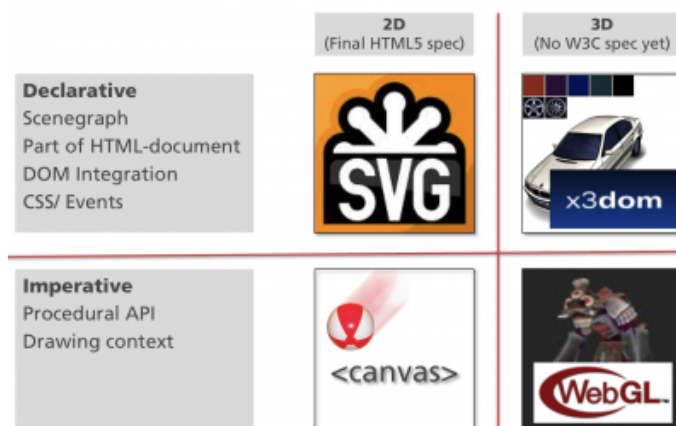 2D
(Final HTML5 spec)
3D
(No W3C spec yet)
Declarative
Scenegraph
Part of HTML-document
DOM Integration
CSS/ Events
SVG
x3dom
Imperative
Procedural API
Drawing context
<canvas>
WebGL™